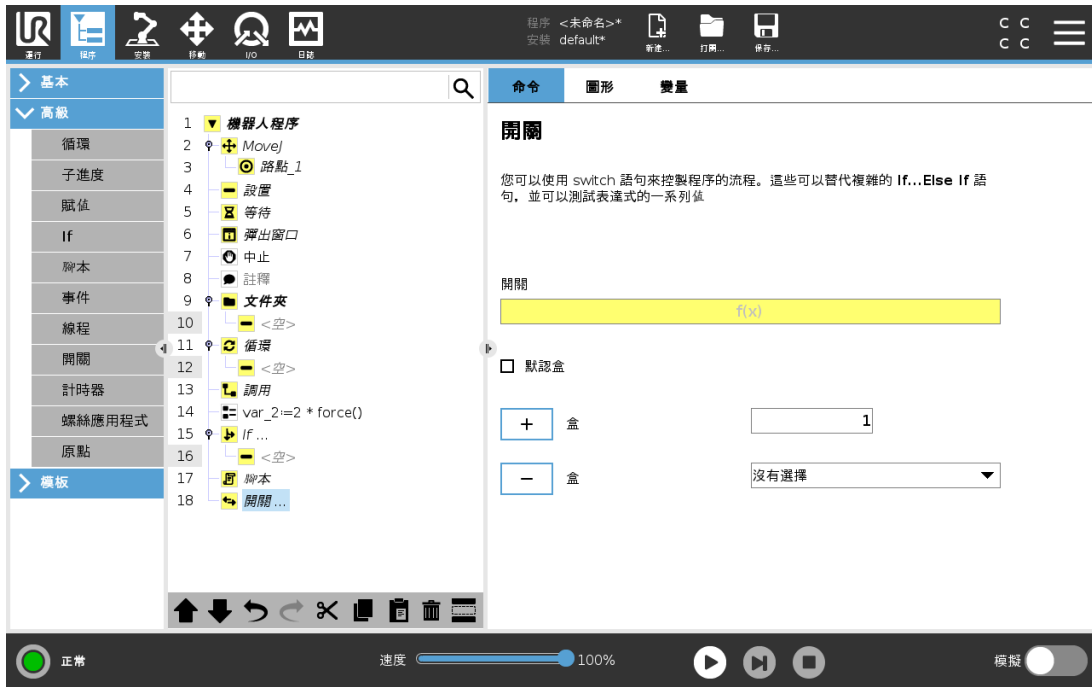 程序 <未命名>*
安裝 default*
運行
程序
安裝
移動
I/O
日誌
新建...
打開...
保存...
C C
C C
基本
高級
循環
子進度
賦值
If
腳本
事件
線程
開關
計時器
螺絲應用程式
原點
模板
1 機器人程序
2 MoveJ
3 路點_1
4 設置
5 等待
6 彈出窗口
7 中止
8 註釋
9 文件夾
10 <空>
11 循環
12 <空>
13 調用
14 var_2:=2 * force()
15 If ...
16 <空>
17 腳本
18 開關 ...
命令 圖形 變量
開關
您可以使用 switch 語句來控製程序的流程。這些可以替代複雜的 If...Else If 語
句，並可以測試表達式的一系列值
開關
f(x)
默認盒
+ 盒 1
− 盒 沒有選擇
正常
速度 100%
模擬